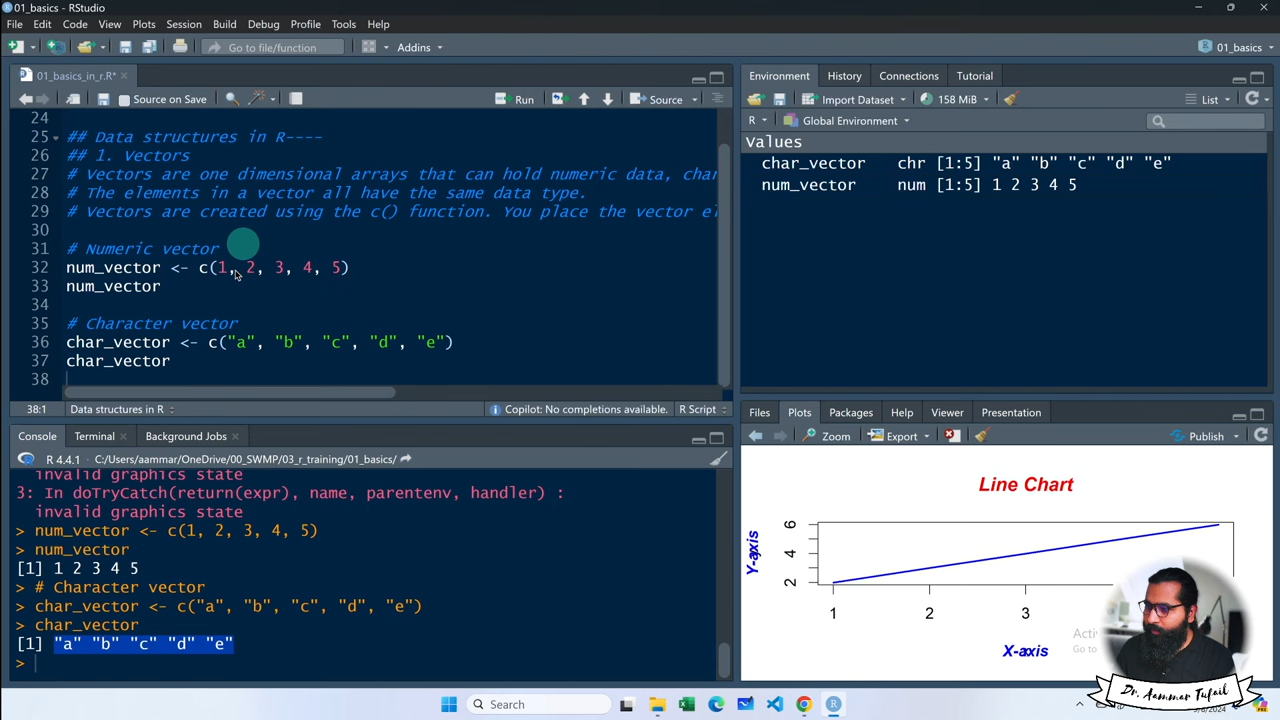 01_basics - RStudio
File Edit Code View Plots Session Build Debug Profile Tools Help
Go to file/function Addins 01_basics
01_basics_in_r.R*
Source on Save Run Source
24
25 ## Data structures in R----
26 ## 1. Vectors
27 # Vectors are one dimensional arrays that can hold numeric data, char
28 # The elements in a vector all have the same data type.
29 # Vectors are created using the c() function. You place the vector el
30
31 # Numeric vector
32 num_vector <- c(1, 2, 3, 4, 5)
33 num_vector
34
35 # Character vector
36 char_vector <- c("a", "b", "c", "d", "e")
37 char_vector
38
38:1 Data structures in R Copilot: No completions available. R Script
Console Terminal Background Jobs
R 4.4.1 · C:/Users/aammar/OneDrive/00_SWMP/03_r_training/01_basics/
invalid graphics state
3: In doTryCatch(return(expr), name, parentenv, handler) :
invalid graphics state
> num_vector <- c(1, 2, 3, 4, 5)
> num_vector
[1] 1 2 3 4 5
> # Character vector
> char_vector <- c("a", "b", "c", "d", "e")
> char_vector
[1] "a" "b" "c" "d" "e"
>
Environment History Connections Tutorial
Import Dataset 158 MiB List
R Global Environment
Values
char_vector chr [1:5] "a" "b" "c" "d" "e"
num_vector num [1:5] 1 2 3 4 5
Files Plots Packages Help Viewer Presentation
Zoom Export Publish
Line Chart
Y-axis
6
4
2
1 2 3
X-axis
Activ
Go to
Dr. Aammar Tufail
Search